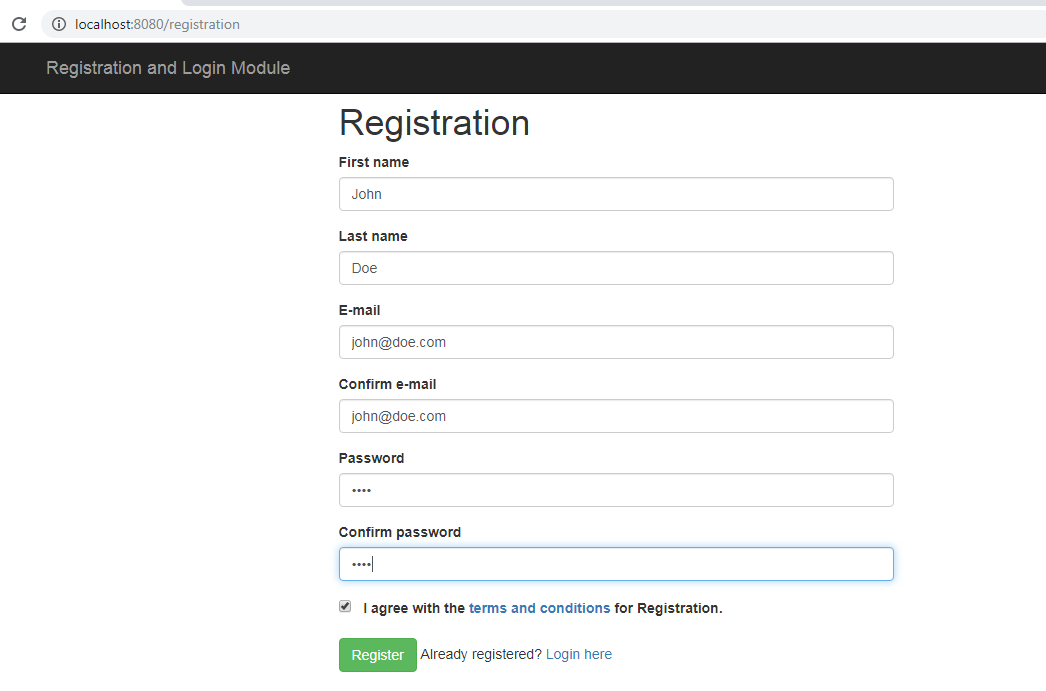 localhost:8080/registration
Registration and Login Module
Registration
First name
John
Last name
Doe
E-mail
john@doe.com
Confirm e-mail
john@doe.com
Password
••••
Confirm password
••••
I agree with the terms and conditions for Registration.
Register Already registered? Login here